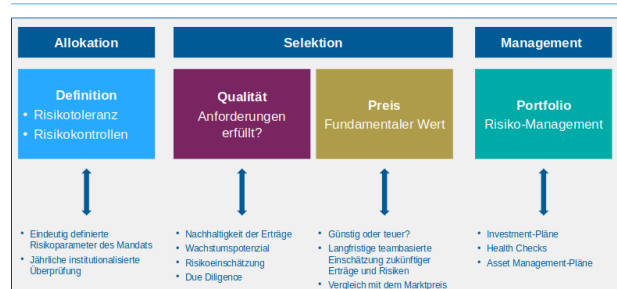 Allokation
Selektion
Management
Definition
• Risikotoleranz
• Risikokontrollen
Qualität
Anforderungen
erfüllt?
Preis
Fundamentaler Wert
Portfolio
Risiko-Management
• Eindeutig definierte
Risikoparameter des Mandats
• Jährliche institutionalisierte
Überprüfung
• Nachhaltigkeit der Erträge
• Wachstumspotenzial
• Risikoeinschätzung
• Due Diligence
• Günstig oder teuer?
• Langfristige teambasierte
Einschätzung zukünftiger
Erträge und Risiken
• Vergleich mit dem Marktpreis
• Investment-Pläne
• Health Checks
• Asset Management-Pläne